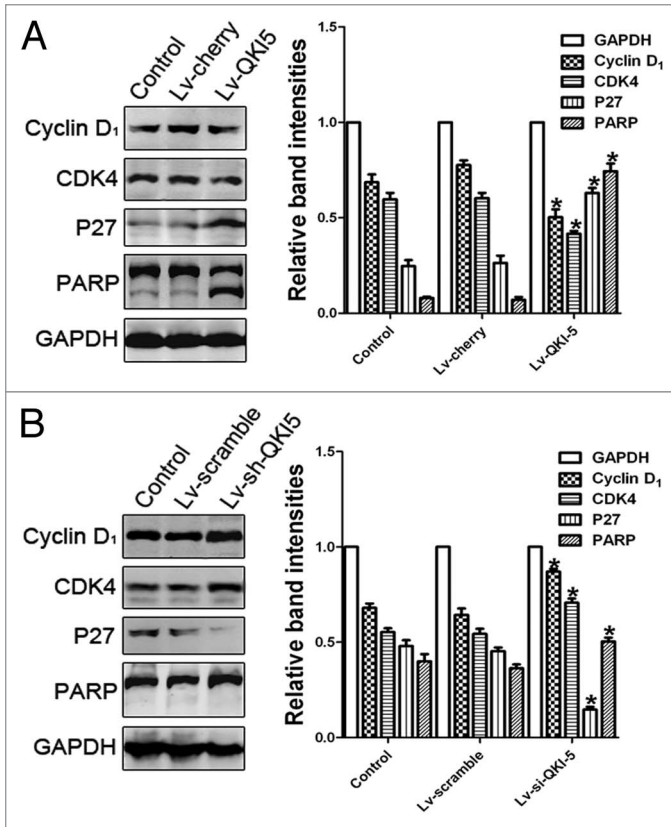 A
Control
Lv-cherry
Lv-QKI5
Cyclin D1
CDK4
P27
PARP
GAPDH
Relative band intensities
1.5
1.0
0.5
0.0
GAPDH
Cyclin D1
CDK4
P27
PARP
*
*
*
*
Control
Lv-cherry
Lv-QKI-5
B
Control
Lv-scramble
Lv-sh-QKI5
Cyclin D1
CDK4
P27
PARP
GAPDH
Relative band intensities
1.5
1.0
0.5
0.0
GAPDH
Cyclin D1
CDK4
P27
PARP
*
*
*
*
Control
Lv-scramble
Lv-si-QKI-5